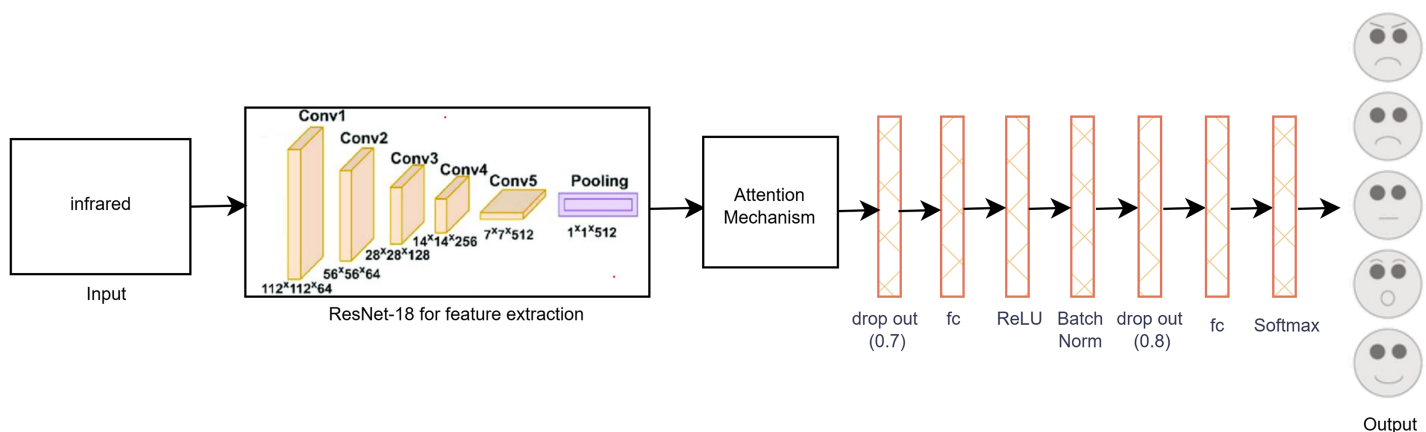 infrared
Input
Conv1
Conv2
Conv3
Conv4
Conv5
Pooling
112x112x64
56x56x64
28x28x128
14x14x256
7x7x512
1x1x512
ResNet-18 for feature extraction
Attention
Mechanism
drop out
(0.7)
fc
ReLU
Batch
Norm
drop out
(0.8)
fc
Softmax
Output